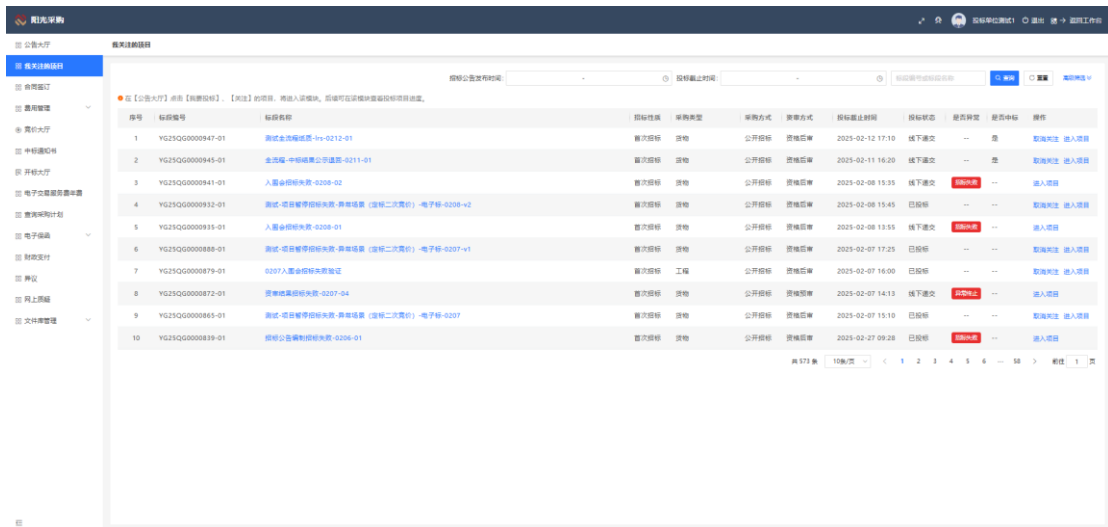 阳光采购
投标单位测试1 退出 返回工作台
公告大厅
我关注的项目
合同签订
费用管理
竞价大厅
中标通知书
开标大厅
电子交易服务费半费
查询采购计划
电子保函
财政支付
异议
网上质疑
文件库管理
我关注的项目
招标公告发布时间: - 投标截止时间: - 标段编号或标段名称 查询 重置 高级筛选
在【公告大厅】点击【我要投标】、【关注】的项目, 将进入该模块。后续可在该模块查看投标项目进度。
序号 标段编号 标段名称 招标性质 采购类型 采购方式 资审方式 投标截止时间 投标状态 是否异常 是否中标 操作
1 YG25QG0000947-01 测试全流程纸质-lrs-0212-01 首次招标 货物 公开招标 资格后审 2025-02-12 17:10 线下递交 -- 是 取消关注 进入项目
2 YG25QG0000945-01 全流程-中标结果公示退回-0211-01 首次招标 货物 公开招标 资格后审 2025-02-11 16:20 线下递交 -- 是 取消关注 进入项目
3 YG25QG0000941-01 入围会招标失败-0208-02 首次招标 货物 公开招标 资格后审 2025-02-08 15:35 线下递交 招标失败 -- 进入项目
4 YG25QG0000932-01 测试-项目暂停招标失败-异常场景（定标二次竞价）-电子标-0208-v2 首次招标 货物 公开招标 资格后审 2025-02-08 15:45 已投标 -- -- 取消关注 进入项目
5 YG25QG0000935-01 入围会招标失败-0208-01 首次招标 货物 公开招标 资格后审 2025-02-08 13:55 线下递交 招标失败 -- 进入项目
6 YG25QG0000888-01 测试-项目暂停招标失败-异常场景（定标二次竞价）-电子标-0207-v1 首次招标 货物 公开招标 资格后审 2025-02-07 17:25 已投标 -- -- 取消关注 进入项目
7 YG25QG0000879-01 0207入围会招标失败验证 首次招标 工程 公开招标 资格后审 2025-02-07 16:00 已投标 -- -- 取消关注 进入项目
8 YG25QG0000872-01 资审结果招标失败-0207-04 首次招标 货物 公开招标 资格预审 2025-02-07 14:13 线下递交 异常终止 -- 进入项目
9 YG25QG0000865-01 测试-项目暂停招标失败-异常场景（定标二次竞价）-电子标-0207 首次招标 货物 公开招标 资格后审 2025-02-07 15:10 已投标 -- -- 取消关注 进入项目
10 YG25QG0000839-01 招标公告编制招标失败-0206-01 首次招标 货物 公开招标 资格后审 2025-02-27 09:20 已投标 招标失败 -- 进入项目
共 573 条 10条/页 < 1 2 3 4 5 6 ... 58 > 前往 1 页